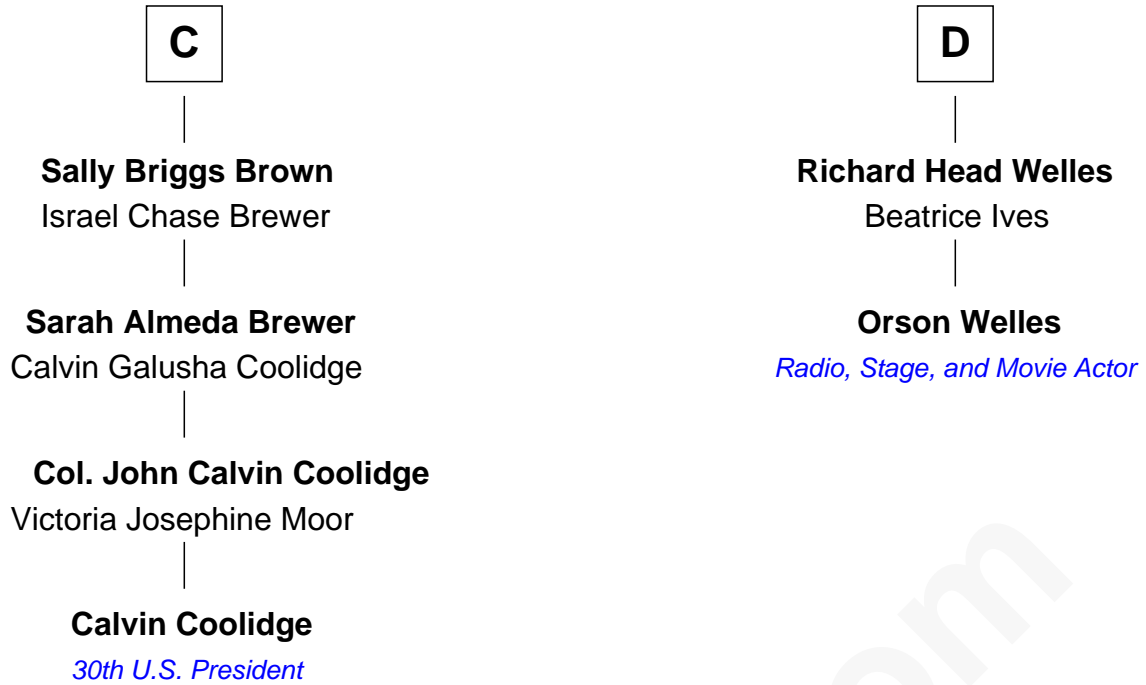 C
Sally Briggs Brown
Israel Chase Brewer
Sarah Almeda Brewer
Calvin Galusha Coolidge
Col. John Calvin Coolidge
Victoria Josephine Moor
Calvin Coolidge
30th U.S. President
D
Richard Head Welles
Beatrice Ives
Orson Welles
Radio, Stage, and Movie Actor
om